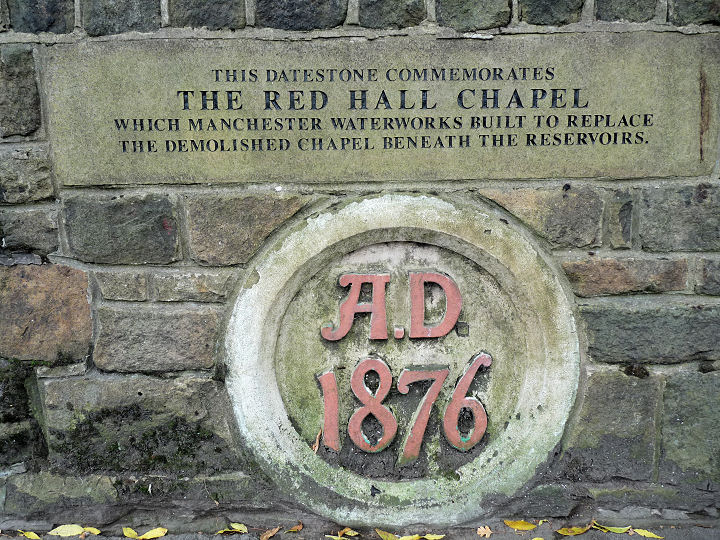 THIS DATESTONE COMMEMORATES
THE RED HALL CHAPEL
WHICH MANCHESTER WATERWORKS BUILT TO REPLACE
THE DEMOLISHED CHAPEL BENEATH THE RESERVOIRS.
A.D
1876